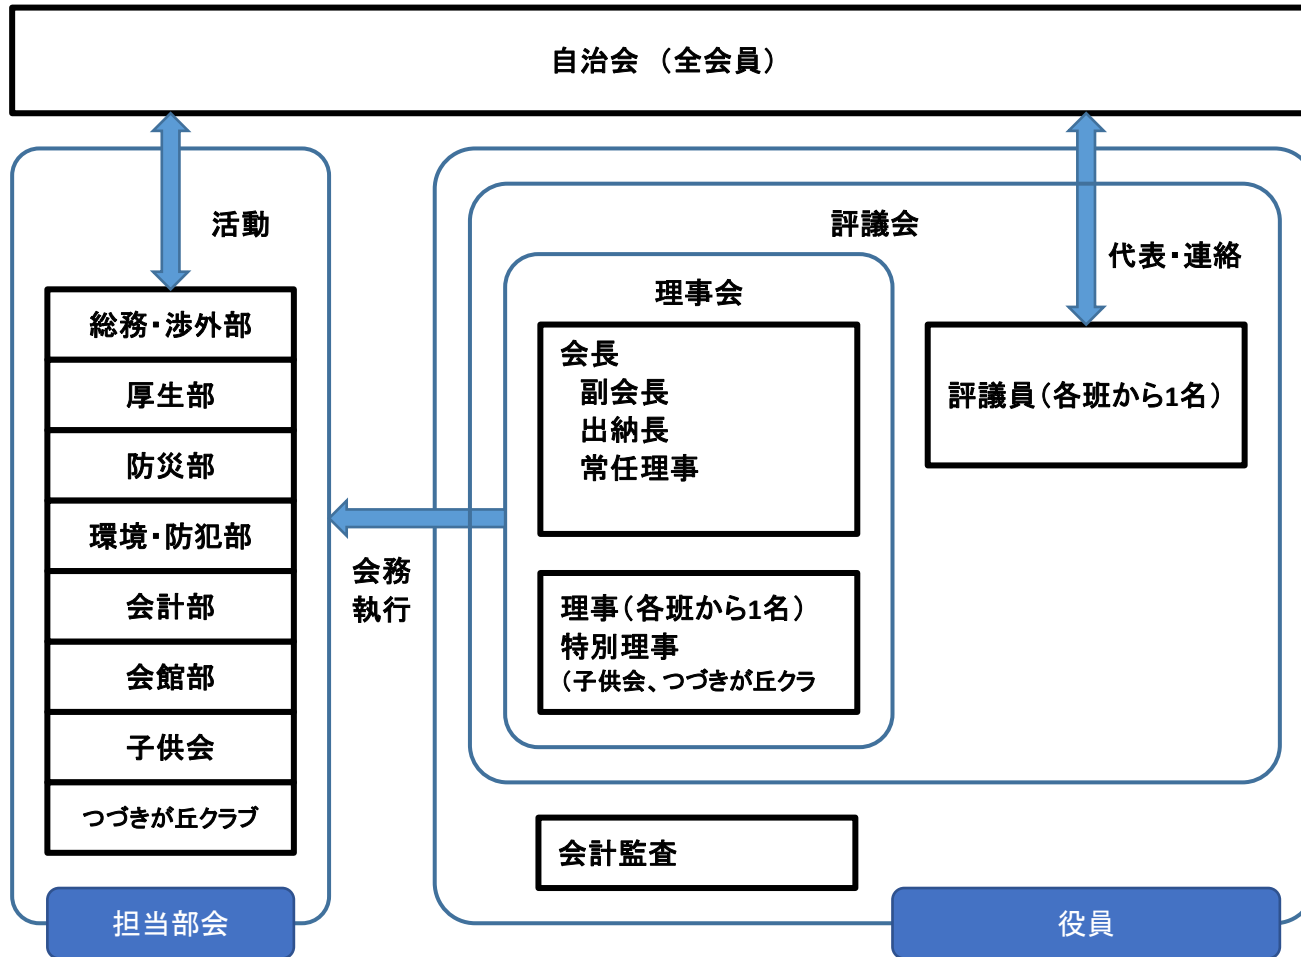 自治会 （全会員）
活動
総務・渉外部
厚生部
防災部
環境・防犯部
会計部
会館部
子供会
つづきが丘クラブ
担当部会
会務
執行
評議会
理事会
会長
副会長
出納長
常任理事
理事（各班から1名）
特別理事
（子供会、つづきが丘クラ
代表・連絡
評議員（各班から1名）
会計監査
役員